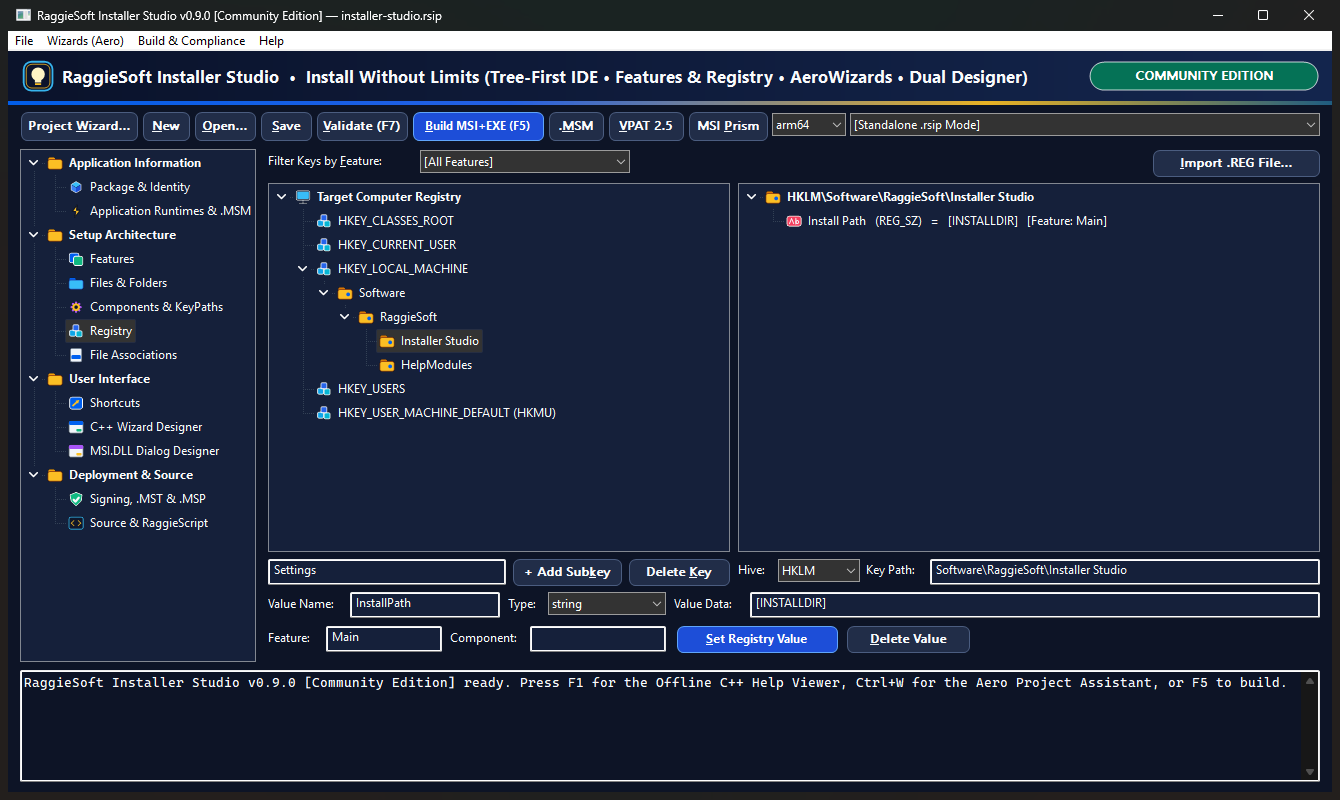 RaggieSoft Installer Studio v0.9.0 [Community Edition] — installer-studio.rsip
File Wizards (Aero) Build & Compliance Help
RaggieSoft Installer Studio • Install Without Limits (Tree-First IDE • Features & Registry • AeroWizards • Dual Designer)
COMMUNITY EDITION
Project Wizard... New Open... Save Validate (F7) Build MSI+EXE (F5) .MSM VPAT 2.5 MSI Prism arm64 [Standalone .rsip Mode]
Application Information
Package & Identity
Application Runtimes & .MSM
Setup Architecture
Features
Files & Folders
Components & KeyPaths
Registry
File Associations
User Interface
Shortcuts
C++ Wizard Designer
MSI.DLL Dialog Designer
Deployment & Source
Signing, .MST & .MSP
Source & RaggieScript
Filter Keys by Feature: [All Features] Import .REG File...
Target Computer Registry
HKEY_CLASSES_ROOT
HKEY_CURRENT_USER
HKEY_LOCAL_MACHINE
Software
RaggieSoft
Installer Studio
HelpModules
HKEY_USERS
HKEY_USER_MACHINE_DEFAULT (HKMU)
HKLM\Software\RaggieSoft\Installer Studio
Ab Install Path (REG_SZ) = [INSTALLDIR] [Feature: Main]
Settings + Add Subkey Delete Key Hive: HKLM Key Path: Software\RaggieSoft\Installer Studio
Value Name: InstallPath Type: string Value Data: [INSTALLDIR]
Feature: Main Component: Set Registry Value Delete Value
RaggieSoft Installer Studio v0.9.0 [Community Edition] ready. Press F1 for the Offline C++ Help Viewer, Ctrl+W for the Aero Project Assistant, or F5 to build.